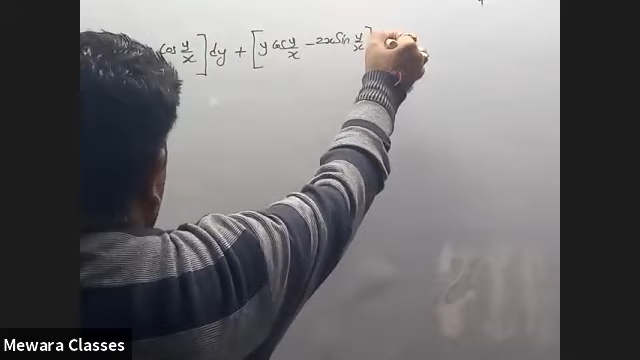 cos y/x ] dy + [ y cos y/x - 2x sin y/x ]
Mewara Classes